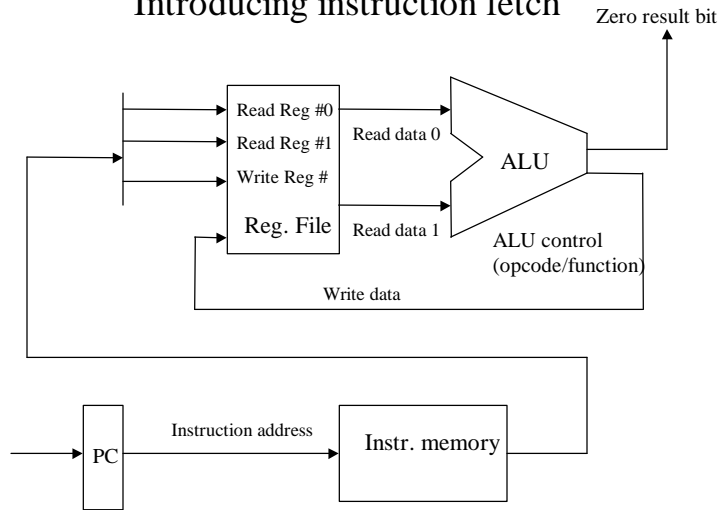 Introducing instruction fetch
Zero result bit
Read Reg #0
Read data 0
Read Reg #1
Write Reg #
ALU
Reg. File
Read data 1
ALU control
(opcode/function)
Write data
Instruction address
PC
Instr. memory